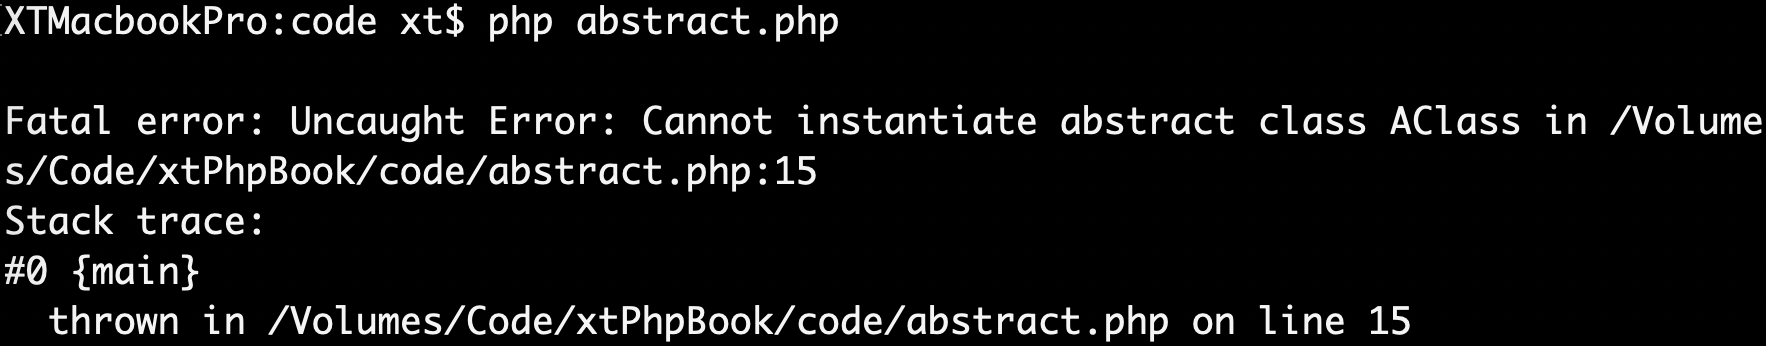 XTMacbookPro:code xt$ php abstract.php
Fatal error: Uncaught Error: Cannot instantiate abstract class AClass in /Volume
s/Code/xtPhpBook/code/abstract.php:15
Stack trace:
#0 {main}
  thrown in /Volumes/Code/xtPhpBook/code/abstract.php on line 15